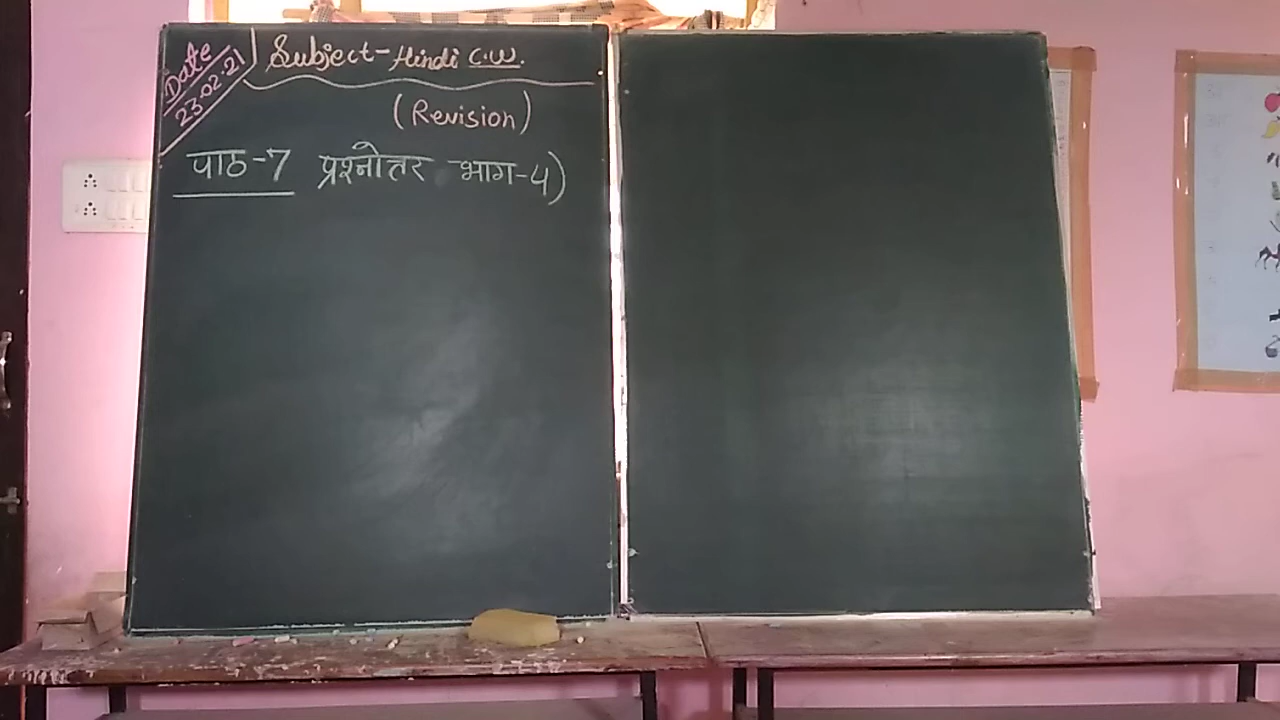 Date
23.02.21
Subject-Hindi C.W.
(Revision)
पाठ-7 प्रश्नोत्तर भाग-4)